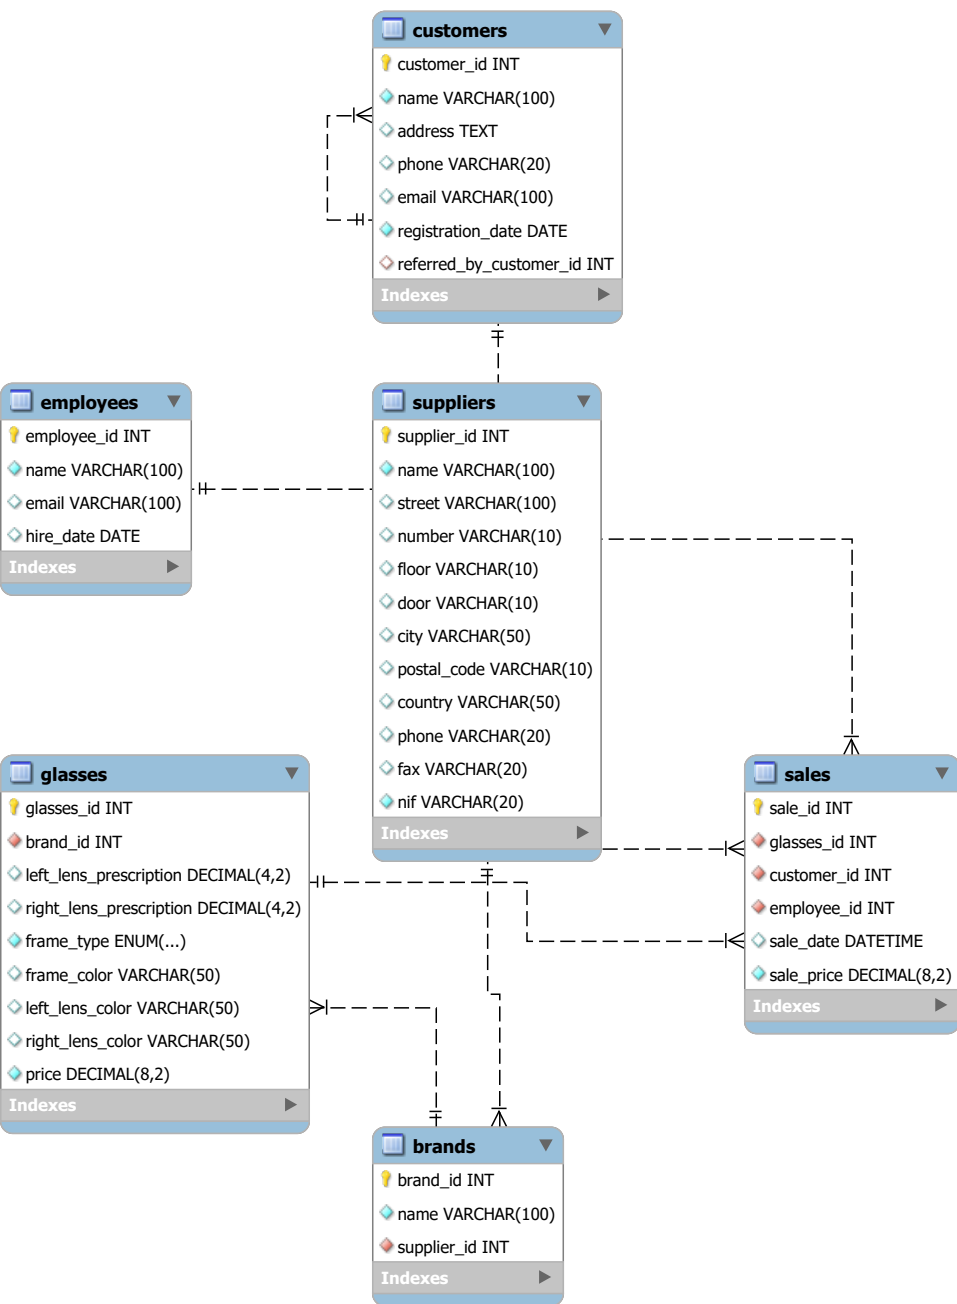 customers
customer_id INT
name VARCHAR(100)
address TEXT
phone VARCHAR(20)
email VARCHAR(100)
registration_date DATE
referred_by_customer_id INT
Indexes
employees
employee_id INT
name VARCHAR(100)
email VARCHAR(100)
hire_date DATE
Indexes
suppliers
supplier_id INT
name VARCHAR(100)
street VARCHAR(100)
number VARCHAR(10)
floor VARCHAR(10)
door VARCHAR(10)
city VARCHAR(50)
postal_code VARCHAR(10)
country VARCHAR(50)
phone VARCHAR(20)
fax VARCHAR(20)
nif VARCHAR(20)
Indexes
glasses
glasses_id INT
brand_id INT
left_lens_prescription DECIMAL(4,2)
right_lens_prescription DECIMAL(4,2)
frame_type ENUM(...)
frame_color VARCHAR(50)
left_lens_color VARCHAR(50)
right_lens_color VARCHAR(50)
price DECIMAL(8,2)
Indexes
sales
sale_id INT
glasses_id INT
customer_id INT
employee_id INT
sale_date DATETIME
sale_price DECIMAL(8,2)
Indexes
brands
brand_id INT
name VARCHAR(100)
supplier_id INT
Indexes